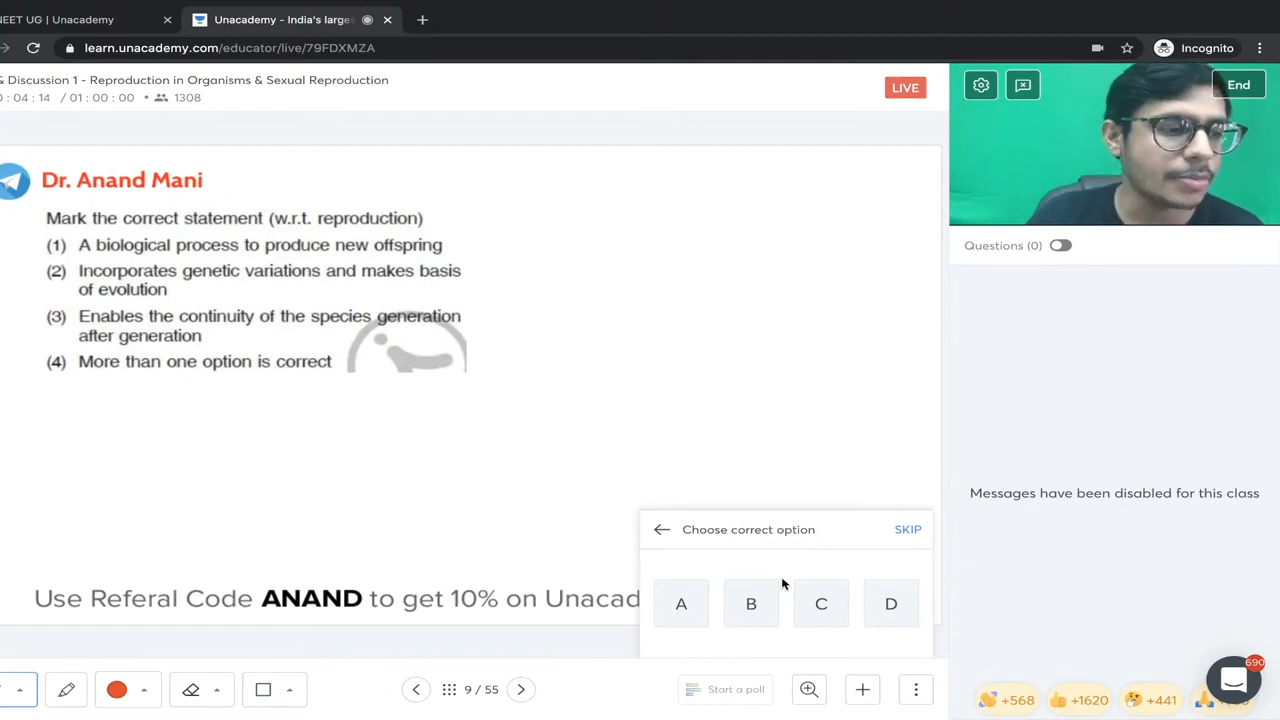 NEET UG | Unacademy
Unacademy - India's larges
learn.unacademy.com/educator/live/79FDXMZA
Incognito
& Discussion 1 - Reproduction in Organisms & Sexual Reproduction
0 : 04 : 14 / 01 : 00 : 00 • 1308
LIVE
End
Dr. Anand Mani
Mark the correct statement (w.r.t. reproduction)
(1) A biological process to produce new offspring
(2) Incorporates genetic variations and makes basis
of evolution
(3) Enables the continuity of the species generation
after generation
(4) More than one option is correct
Questions (0)
Messages have been disabled for this class
Choose correct option
SKIP
A B C D
Use Referal Code ANAND to get 10% on Unacad
9 / 55
Start a poll
+568
+1620
+441
690